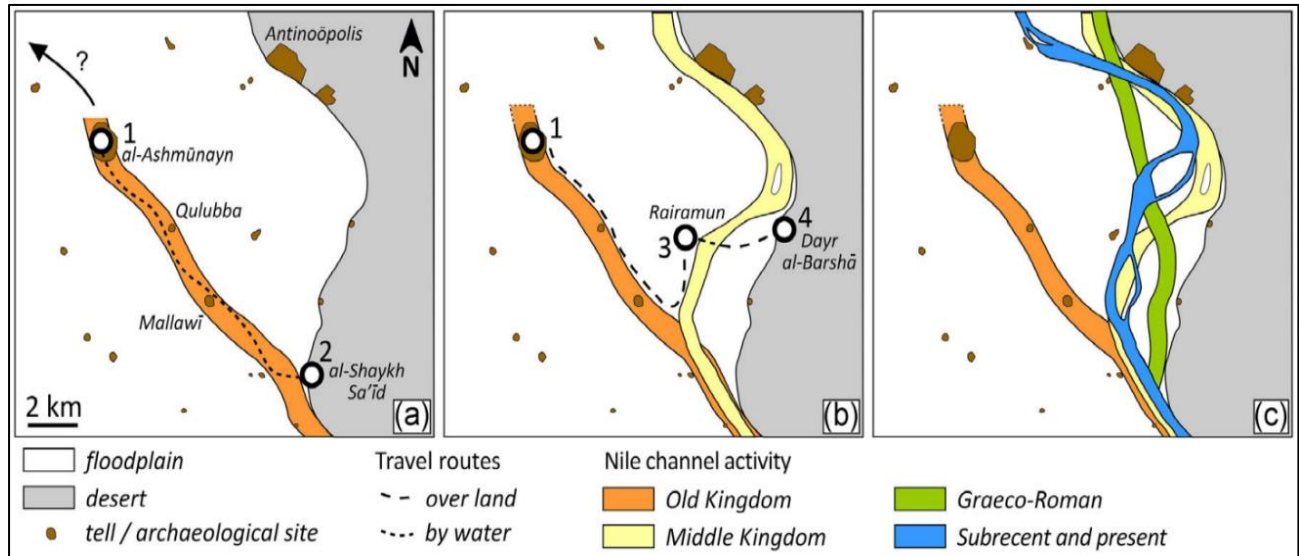 Antinoōpolis
N
?
1
al-Ashmūnayn
Qulubba
Mallawī
2
al-Shaykh
Sa'īd
2 km
(a)
1
Rairamun
3
4
Dayr
al-Barshā
(b)
(c)
floodplain
desert
tell / archaeological site
Travel routes
over land
by water
Nile channel activity
Old Kingdom
Middle Kingdom
Graeco-Roman
Subrecent and present